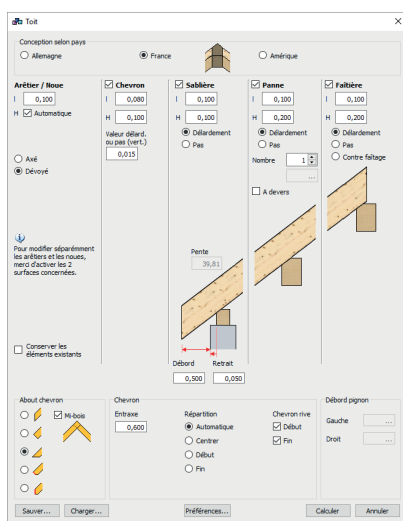 Toit
Conception selon pays
Allemagne
France
Amérique
Arêtier / Noue
Chevron
Sablière
Panne
Faîtière
l 0,100
l 0,080
l 0,100
l 0,100
l 0,100
H Automatique
H 0,100
H 0,100
H 0,200
H 0,200
Valeur délard. ou pas (vert.)
0,015
Délardement
Pas
Délardement
Pas
Délardement
Pas
Contre faîtage
Nombre 1
...
A devers
Axé
Dévoyé
Pour modifier séparémment
les arêtiers et les noues,
merci d'activer les 2
surfaces concernées.
Pente
39,81
Conserver les
éléments existants
Débord Retrait
0,500 0,050
About chevron
Mi-bois
Chevron
Entraxe
0,600
Répartition
Automatique
Centrer
Début
Fin
Chevron rive
Début
Fin
Débord pignon
Gauche ...
Droit ...
Sauver... Charger... Préférences... Calculer Annuler